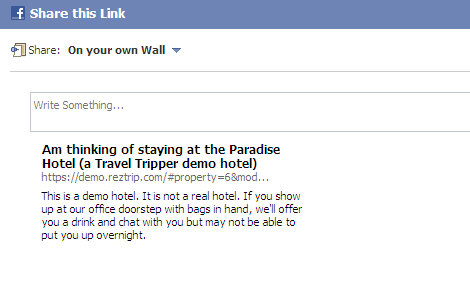 Share this Link
Share: On your own Wall
Write Something...
Am thinking of staying at the Paradise
Hotel (a Travel Tripper demo hotel)
https://demo.reztrip.com/#property=6&mod...
This is a demo hotel. It is not a real hotel. If you show
up at our office doorstep with bags in hand, we'll offer
you a drink and chat with you but may not be able to
put you up overnight.